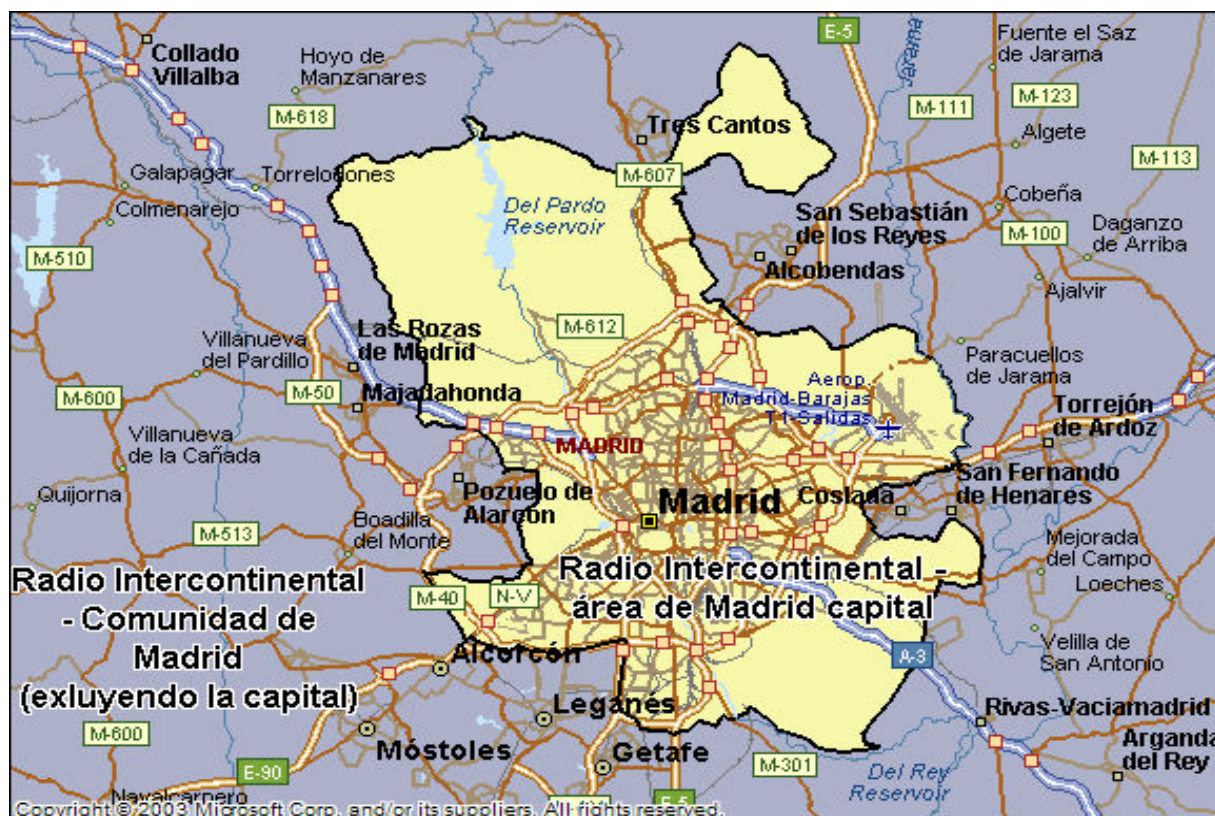 E-5
Collado
Villalba
Hoyo de
Manzanares
Fuente el Saz
de Jarama
Jarama
M-618
M-111
M-123
Tres Cantos
Algete
M-113
Galapagar
Torrelodones
M-607
Colmenarejo
Del Pardo
Reservoir
San Sebastián
de los Reyes
Cobeña
M-100
Daganzo
de Arriba
M-510
Alcobendas
Ajalvir
M-612
Las Rozas
de Madrid
Villanueva
del Pardillo
Paracuellos
de Jarama
M-50
Majadahonda
Aerop.
Madrid-Barajas
T1-Salidas
M-600
Torrejón
de Ardoz
Villanueva
de la Cañada
MADRID
San Fernando
de Henares
Quijorna
Pozuelo de
Alarcón
Madrid
Coslada
Boadilla
del Monte
M-513
Mejorada
del Campo
Loeches
Radio Intercontinental
- Comunidad de
Madrid
(exluyendo la capital)
Radio Intercontinental -
área de Madrid capital
M-40
N-V
Velilla de
San Antonio
Alcorcón
A-3
Leganés
Rivas-Vaciamadrid
M-600
Móstoles
Getafe
Arganda
del Rey
E-90
M-301
Del Rey
Reservoir
Navalcarnero
E-5
Copyright © 2003 Microsoft Corp. and/or its suppliers. All rights reserved.